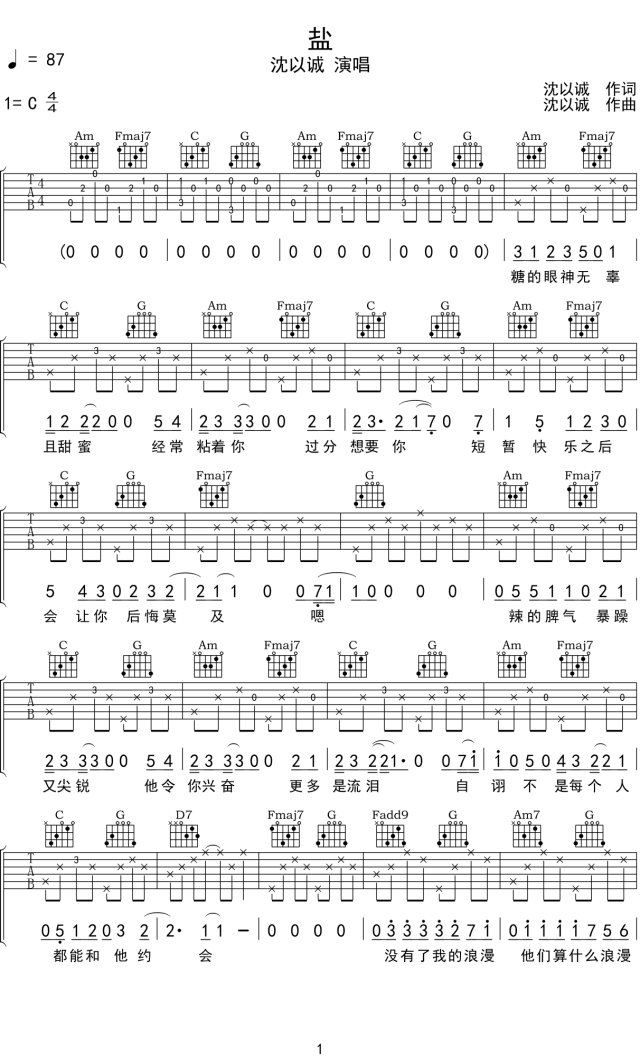 盐
♩ = 87
沈以诚 演唱
沈以诚 作词
1= C 4/4
沈以诚 作曲
Am Fmaj7 C G Am Fmaj7 C G Am Fmaj7
T A B 4 4
(0 0 0 0 | 0 0 0 0 | 0 0 0 0 | 0 0 0 0) | 3 1 2 3 5 0 1 |
糖的眼神无 辜
C G Am Fmaj7 C G Am Fmaj7
T A B
1 2 2 2 0 0 5 4 | 2 3 3 3 0 0 2 1 | 2 3· 2 1 7 0 7 | 1 5 1 2 3 0 |
且甜蜜 经常 粘着你 过分 想要你 短 暂 快 乐之后
C G Fmaj7 G Am Fmaj7
T A B
5 4 3 0 2 3 2 | 2 1 1 0 0 7 1 | 1 0 0 0 0 | 0 5 5 1 1 0 2 1 |
会 让你 后悔莫 及 嗯 辣的脾气 暴躁
C G Am Fmaj7 C G Am Fmaj7
T A B
2 3 3 3 0 0 5 4 | 2 3 3 3 0 0 2 1 | 2 3 2 2 1· 0 0 7 1 | 1 0 5 0 4 3 2 2 1 |
又尖锐 他令 你兴奋 更多 是流泪 自 诩 不 是每个人
C G D7 Fmaj7 G Fadd9 G Am7 G
T A B
0 5 1 2 0 3 2 | 2· 1 1 — | 0 0 0 0 | 0 3 3 3 3 2 7 1 | 0 1 1 1 1 7 5 6 |
都能和 他约 会 没有了我的浪漫 他们算什么浪漫
1